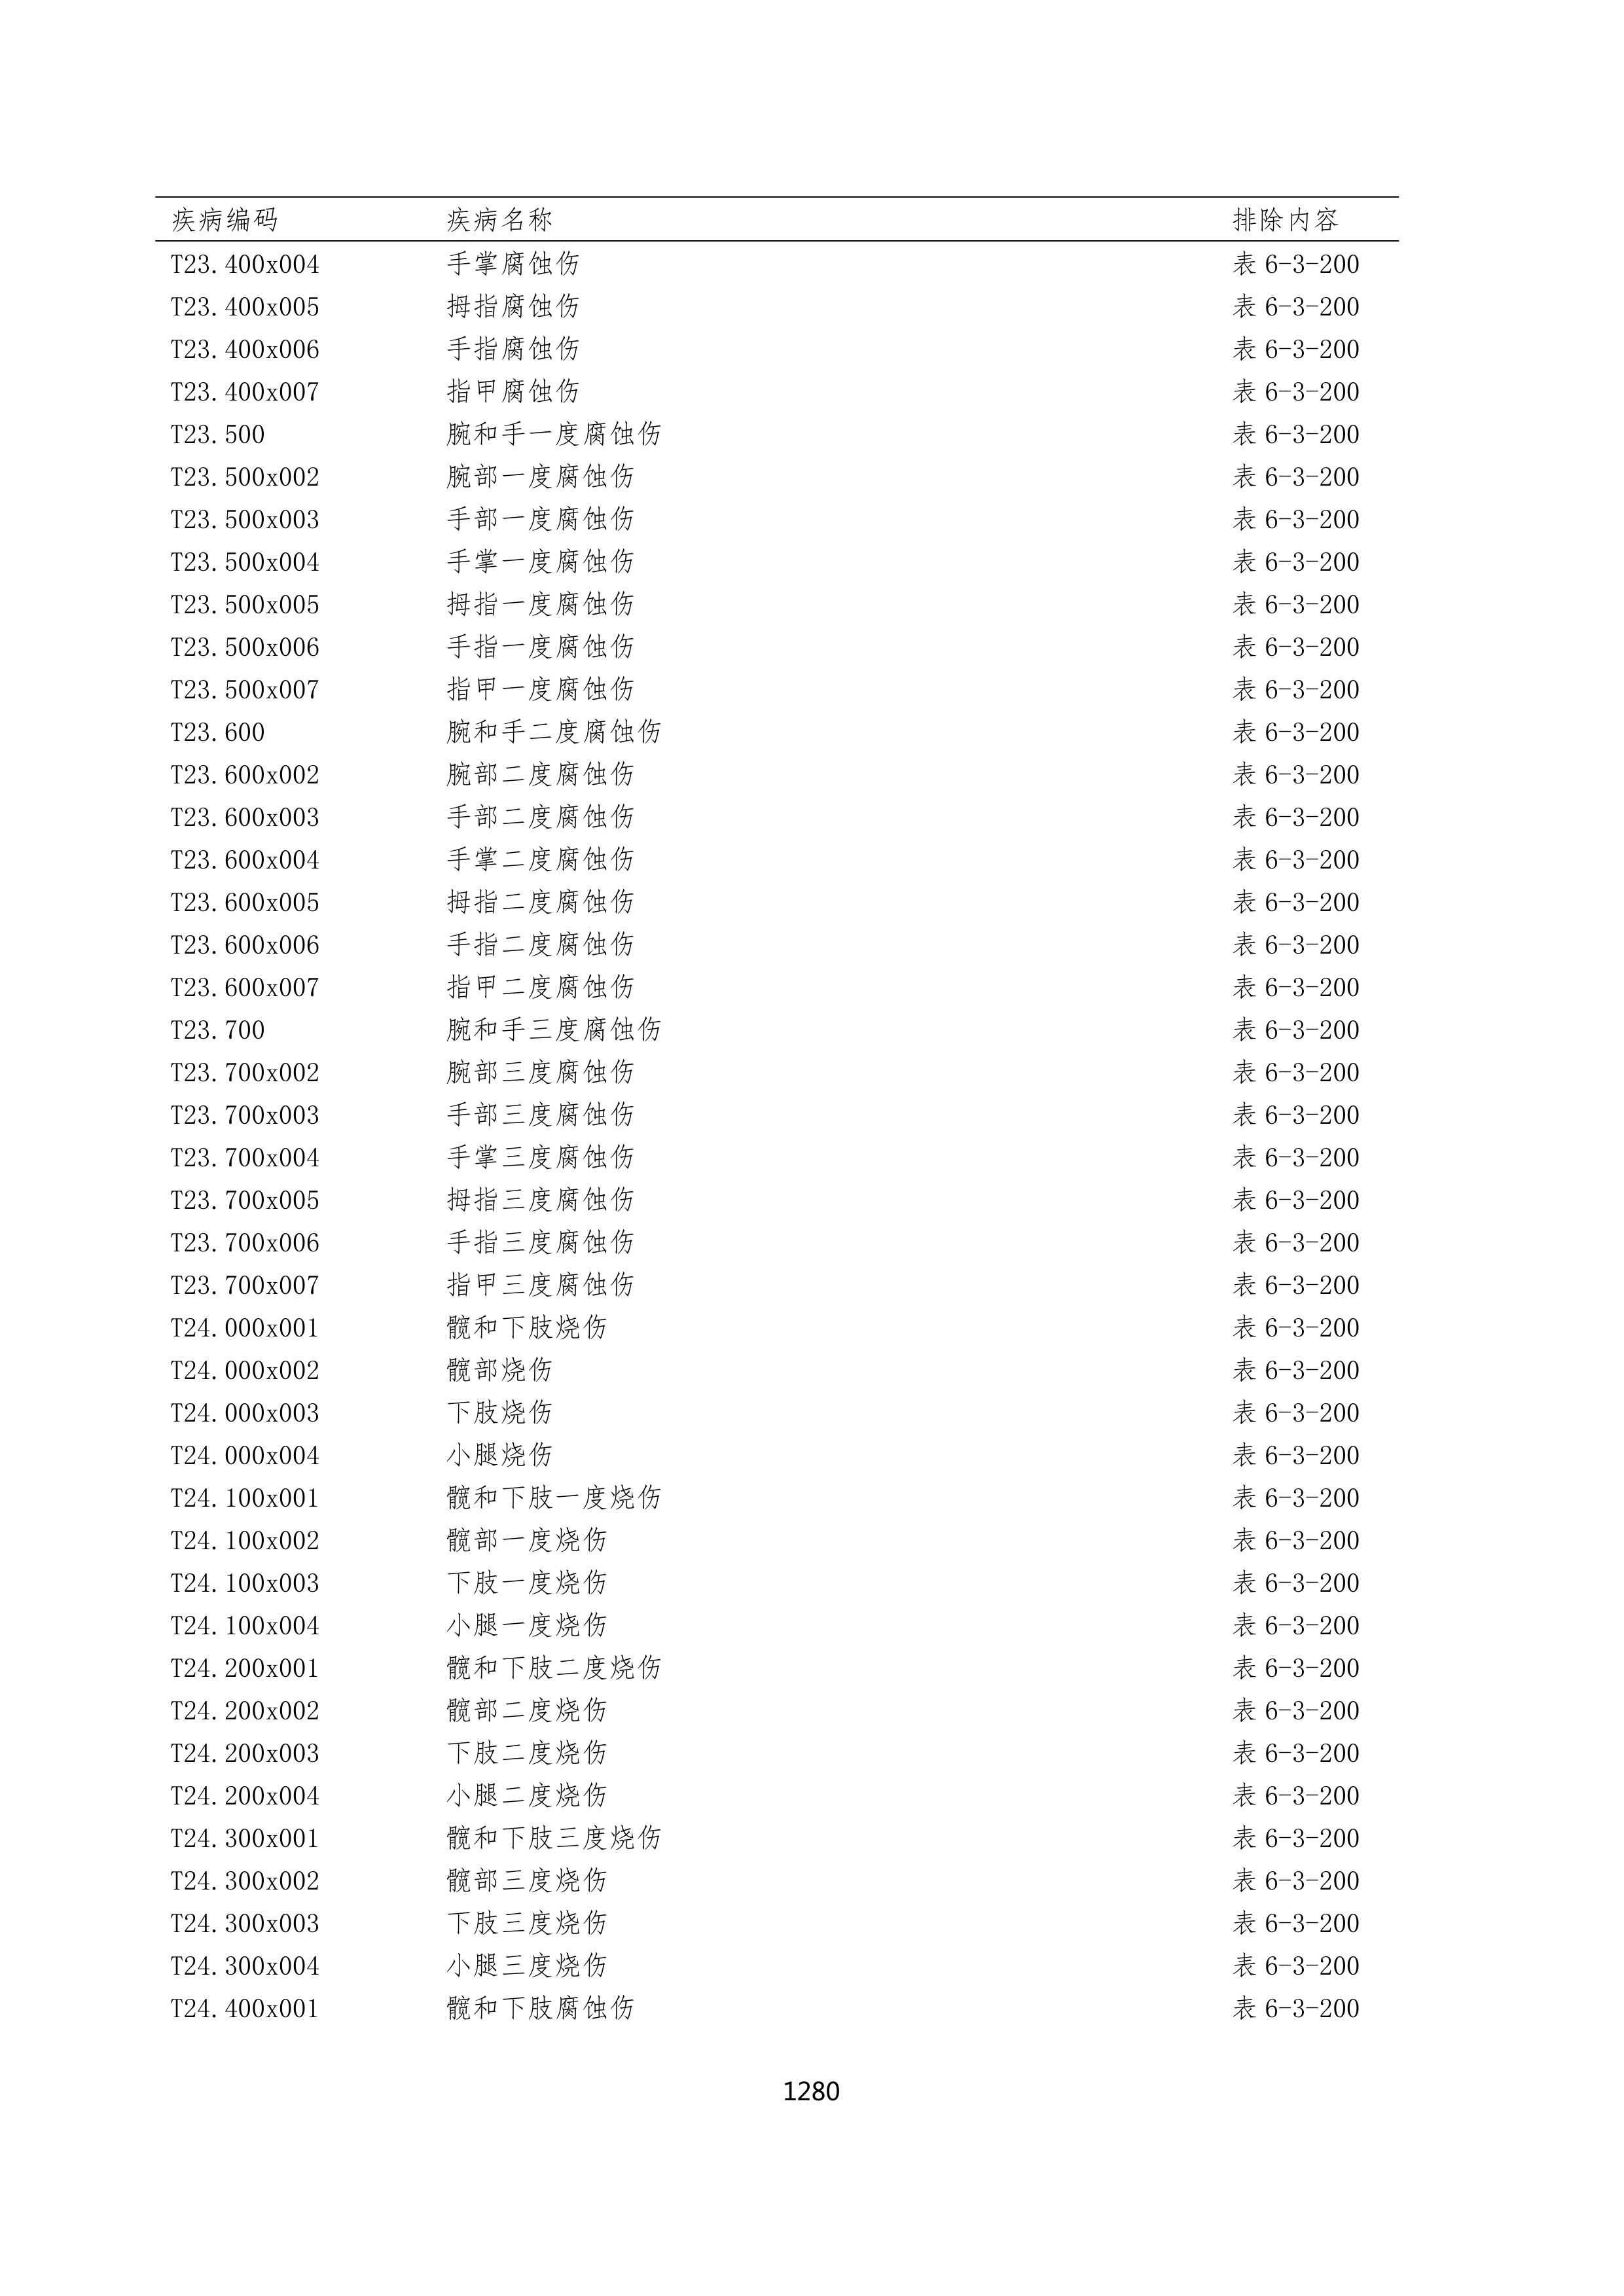 疾病编码 疾病名称 排除内容
T23.400x004 手掌腐蚀伤 表 6-3-200
T23.400x005 拇指腐蚀伤 表 6-3-200
T23.400x006 手指腐蚀伤 表 6-3-200
T23.400x007 指甲腐蚀伤 表 6-3-200
T23.500 腕和手一度腐蚀伤 表 6-3-200
T23.500x002 腕部一度腐蚀伤 表 6-3-200
T23.500x003 手部一度腐蚀伤 表 6-3-200
T23.500x004 手掌一度腐蚀伤 表 6-3-200
T23.500x005 拇指一度腐蚀伤 表 6-3-200
T23.500x006 手指一度腐蚀伤 表 6-3-200
T23.500x007 指甲一度腐蚀伤 表 6-3-200
T23.600 腕和手二度腐蚀伤 表 6-3-200
T23.600x002 腕部二度腐蚀伤 表 6-3-200
T23.600x003 手部二度腐蚀伤 表 6-3-200
T23.600x004 手掌二度腐蚀伤 表 6-3-200
T23.600x005 拇指二度腐蚀伤 表 6-3-200
T23.600x006 手指二度腐蚀伤 表 6-3-200
T23.600x007 指甲二度腐蚀伤 表 6-3-200
T23.700 腕和手三度腐蚀伤 表 6-3-200
T23.700x002 腕部三度腐蚀伤 表 6-3-200
T23.700x003 手部三度腐蚀伤 表 6-3-200
T23.700x004 手掌三度腐蚀伤 表 6-3-200
T23.700x005 拇指三度腐蚀伤 表 6-3-200
T23.700x006 手指三度腐蚀伤 表 6-3-200
T23.700x007 指甲三度腐蚀伤 表 6-3-200
T24.000x001 髋和下肢烧伤 表 6-3-200
T24.000x002 髋部烧伤 表 6-3-200
T24.000x003 下肢烧伤 表 6-3-200
T24.000x004 小腿烧伤 表 6-3-200
T24.100x001 髋和下肢一度烧伤 表 6-3-200
T24.100x002 髋部一度烧伤 表 6-3-200
T24.100x003 下肢一度烧伤 表 6-3-200
T24.100x004 小腿一度烧伤 表 6-3-200
T24.200x001 髋和下肢二度烧伤 表 6-3-200
T24.200x002 髋部二度烧伤 表 6-3-200
T24.200x003 下肢二度烧伤 表 6-3-200
T24.200x004 小腿二度烧伤 表 6-3-200
T24.300x001 髋和下肢三度烧伤 表 6-3-200
T24.300x002 髋部三度烧伤 表 6-3-200
T24.300x003 下肢三度烧伤 表 6-3-200
T24.300x004 小腿三度烧伤 表 6-3-200
T24.400x001 髋和下肢腐蚀伤 表 6-3-200
1280